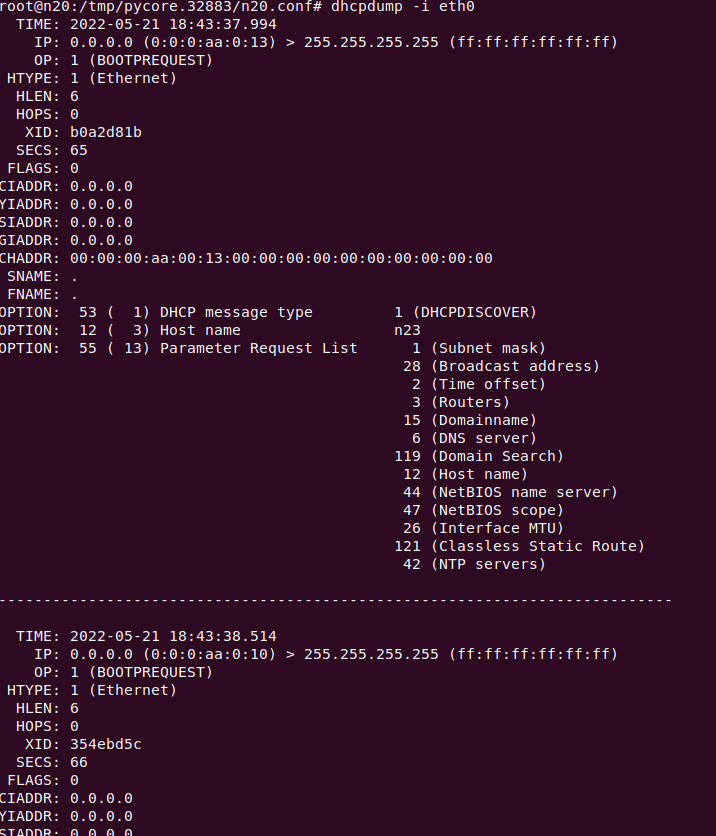 root@n20:/tmp/pycore.32883/n20.conf# dhcpdump -i eth0
  TIME: 2022-05-21 18:43:37.994
    IP: 0.0.0.0 (0:0:0:aa:0:13) > 255.255.255.255 (ff:ff:ff:ff:ff:ff)
    OP: 1 (BOOTPREQUEST)
 HTYPE: 1 (Ethernet)
  HLEN: 6
  HOPS: 0
   XID: b0a2d81b
  SECS: 65
 FLAGS: 0
CIADDR: 0.0.0.0
YIADDR: 0.0.0.0
SIADDR: 0.0.0.0
GIADDR: 0.0.0.0
CHADDR: 00:00:00:aa:00:13:00:00:00:00:00:00:00:00:00:00
 SNAME: .
 FNAME: .
OPTION:  53 (  1) DHCP message type         1 (DHCPDISCOVER)
OPTION:  12 (  3) Host name                 n23
OPTION:  55 ( 13) Parameter Request List      1 (Subnet mask)
                                             28 (Broadcast address)
                                              2 (Time offset)
                                              3 (Routers)
                                             15 (Domainname)
                                              6 (DNS server)
                                            119 (Domain Search)
                                             12 (Host name)
                                             44 (NetBIOS name server)
                                             47 (NetBIOS scope)
                                             26 (Interface MTU)
                                            121 (Classless Static Route)
                                             42 (NTP servers)
---------------------------------------------------------------------------
  TIME: 2022-05-21 18:43:38.514
    IP: 0.0.0.0 (0:0:0:aa:0:10) > 255.255.255.255 (ff:ff:ff:ff:ff:ff)
    OP: 1 (BOOTPREQUEST)
 HTYPE: 1 (Ethernet)
  HLEN: 6
  HOPS: 0
   XID: 354ebd5c
  SECS: 66
 FLAGS: 0
CIADDR: 0.0.0.0
YIADDR: 0.0.0.0
SIADDR: 0.0.0.0